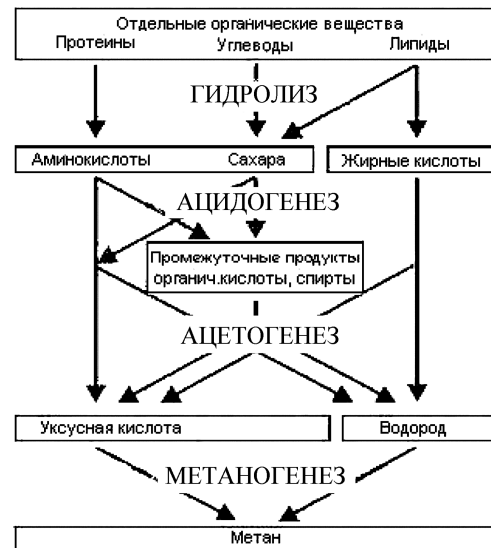 Отдельные органические вещества
Протеины Углеводы Липиды
ГИДРОЛИЗ
Аминокислоты Сахара Жирные кислоты
АЦИДОГЕНЕЗ
Промежуточные продукты
органич.кислоты, спирты
АЦЕТОГЕНЕЗ
Уксусная кислота Водород
МЕТАНОГЕНЕЗ
Метан